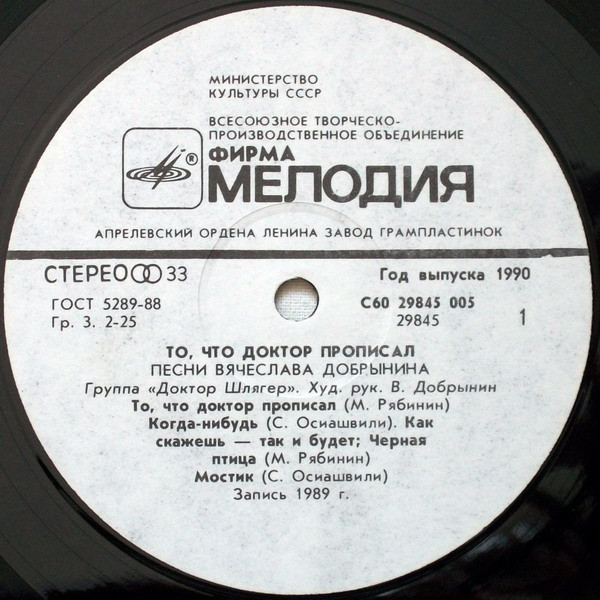 МИНИСТЕРСТВО
КУЛЬТУРЫ СССР
ВСЕСОЮЗНОЕ ТВОРЧЕСКО-
ПРОИЗВОДСТВЕННОЕ ОБЪЕДИНЕНИЕ
®
ФИРМА
МЕЛОДИЯ
АПРЕЛЕВСКИЙ ОРДЕНА ЛЕНИНА ЗАВОД ГРАМПЛАСТИНОК
СТЕРЕО 33
Год выпуска 1990
ГОСТ 5289-88
С60 29845 005
Гр. 3. 2-25
29845
1
ТО, ЧТО ДОКТОР ПРОПИСАЛ
ПЕСНИ ВЯЧЕСЛАВА ДОБРЫНИНА
Группа «Доктор Шлягер». Худ. рук. В. Добрынин
То, что доктор прописал (М. Рябинин)
Когда-нибудь (С. Осиашвили). Как
скажешь — так и будет; Черная
птица (М. Рябинин)
Мостик (С. Осиашвили)
Запись 1989 г.